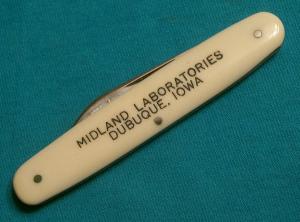 MIDLAND LABORATORIES
DUBUQUE, IOWA